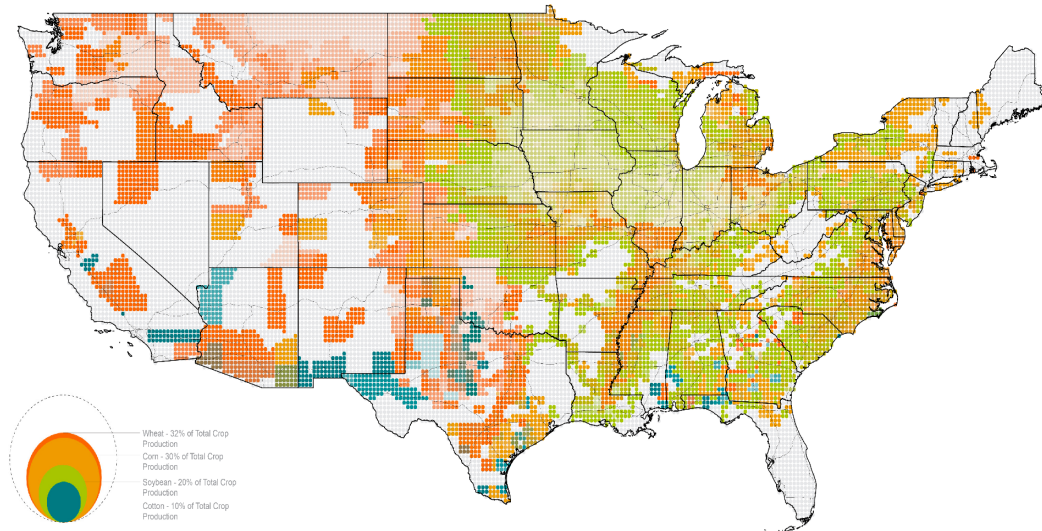 Wheat - 32% of Total Crop
Production
Corn - 30% of Total Crop
Production
Soybean - 20% of Total Crop
Production
Cotton - 10% of Total Crop
Production